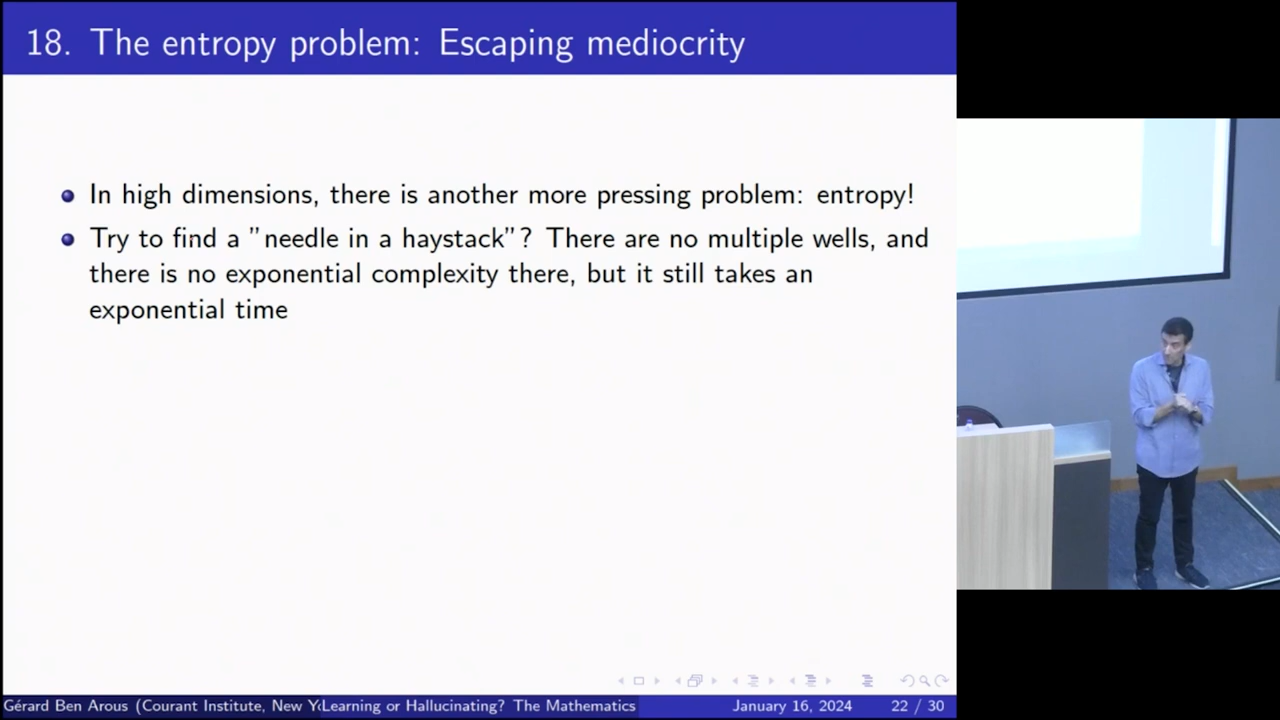 18. The entropy problem: Escaping mediocrity
In high dimensions, there is another more pressing problem: entropy!
Try to find a "needle in a haystack"? There are no multiple wells, and
there is no exponential complexity there, but it still takes an
exponential time
Gérard Ben Arous (Courant Institute, New Y Learning or Hallucinating? The Mathematics January 16, 2024 22 / 30